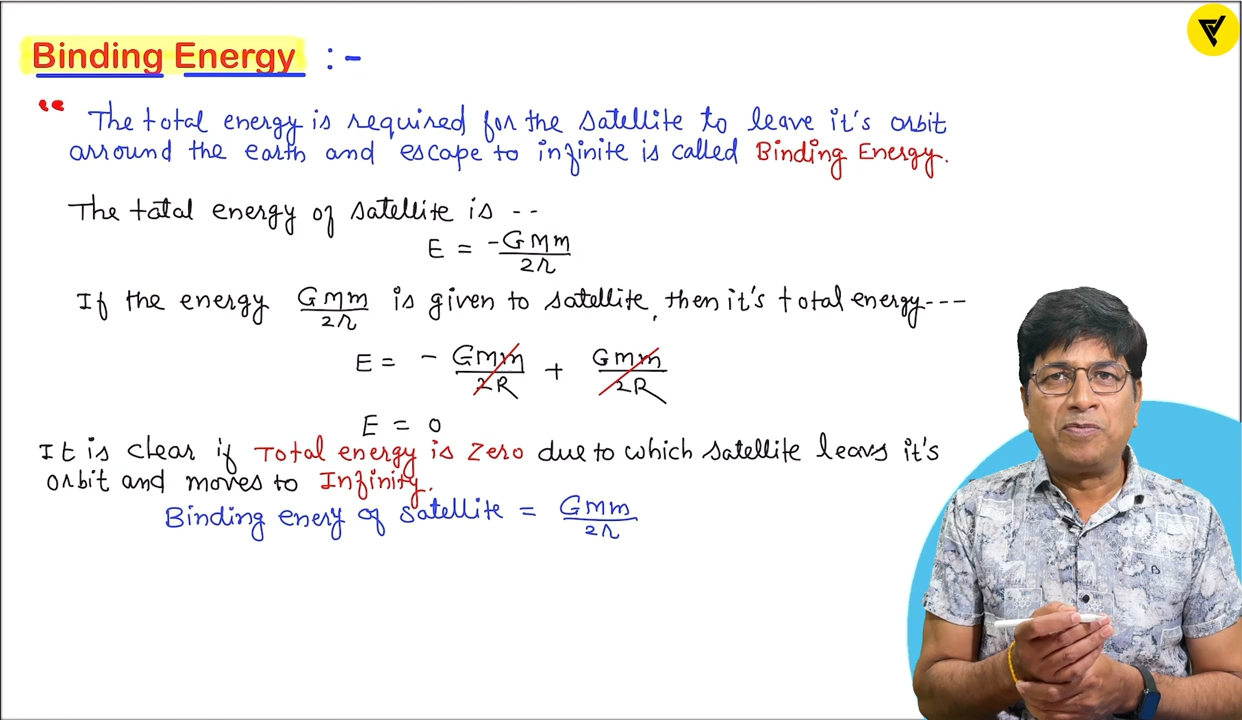 Binding Energy :-
“ The total energy is required for the satellite to leave it's orbit
arround the earth and escape to infinite is called Binding Energy.
The tatal energy of satellite is --
E = -GMm/2r
If the energy GMm/2r is given to satellite, then it's total energy---
E = - GMm/2R + GMm/2R
E = 0
It is clear if Total energy is Zero due to which satellite leavs it's
orbit and moves to Infinity.
Binding enery of satellite = GMm/2r